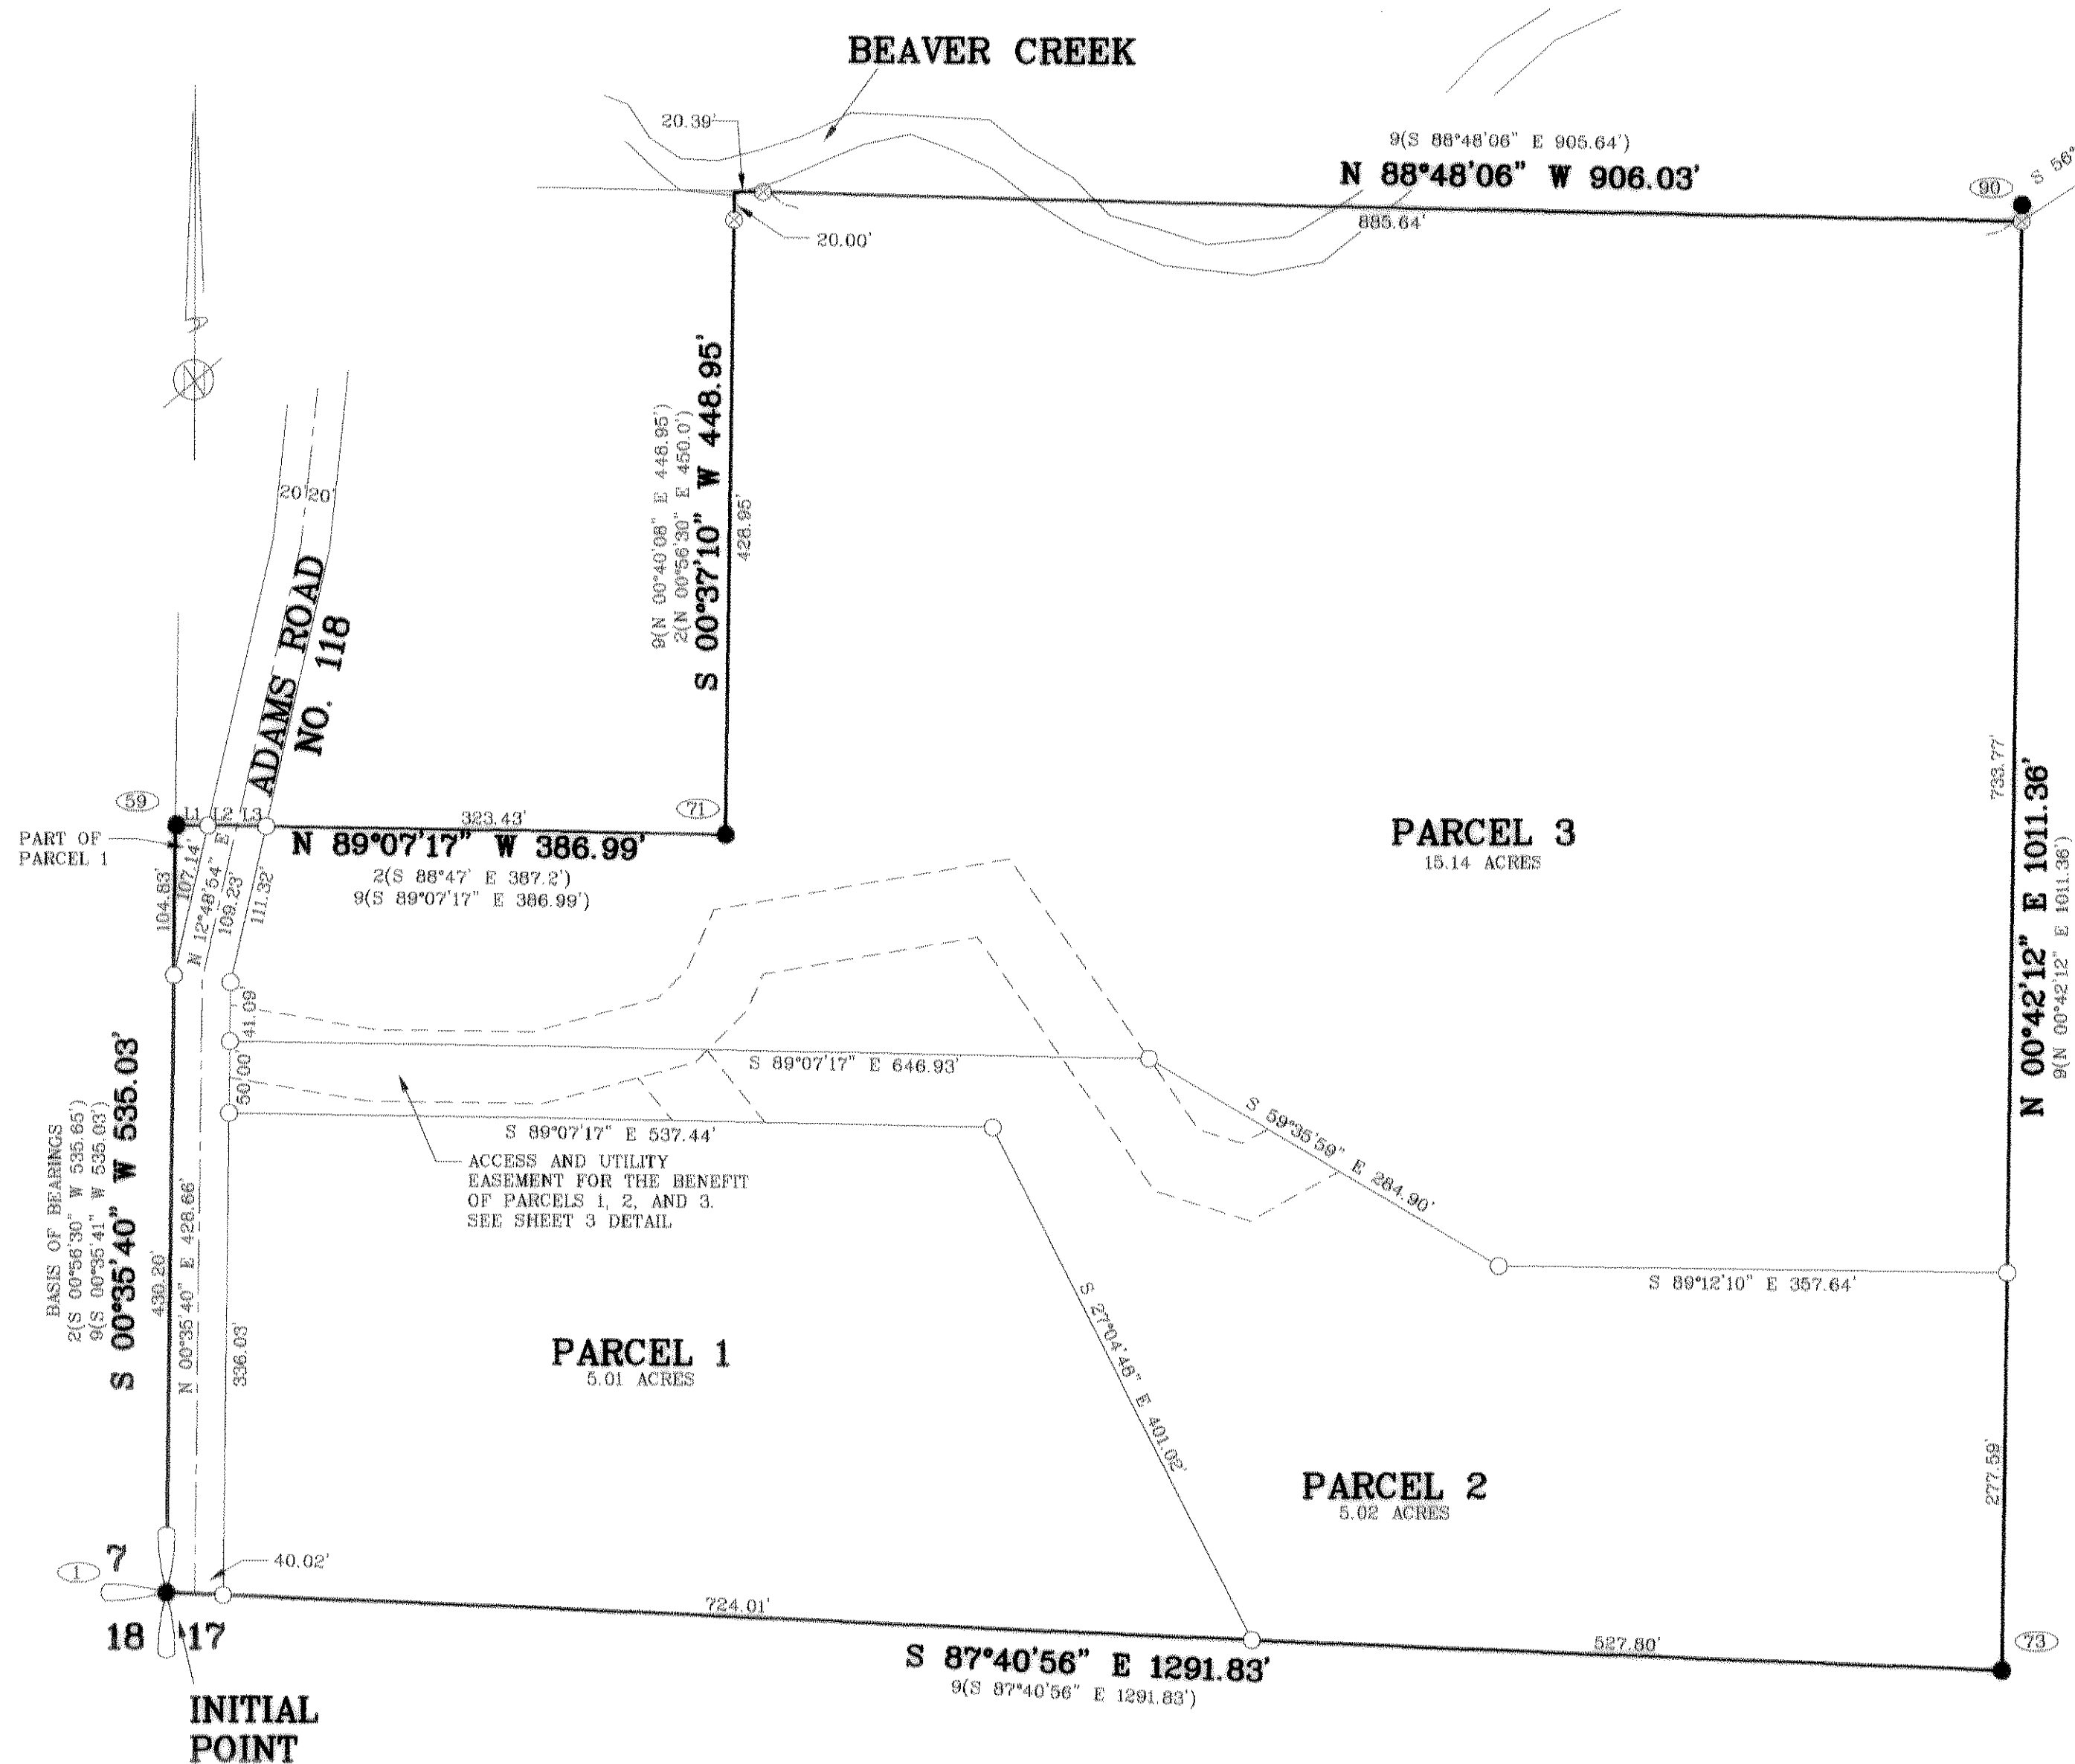 BEAVER CREEK
20.39'
9(S 88°48'06" E 905.64')
N 88°48'06" W 906.03'
885.64'
90
S 56°
20.00'
N
20' 20'
ADAMS ROAD
NO. 118
9(N 00°40'08" E 448.95')
2(N 00°56'30" E 450.0')
S 00°37'10" W 448.95'
428.95'
59
L1 L2 L3
71
323.43'
N 89°07'17" W 386.99'
2(S 88°47' E 387.2')
9(S 89°07'17" E 386.99')
PART OF
PARCEL 1
104.83'
107.14'
N 12°48'54" E
109.23'
111.32'
PARCEL 3
15.14 ACRES
733.77'
N 00°42'12" E 1011.36'
9(N 00°42'12" E 1011.36')
41.09'
50.00'
S 89°07'17" E 646.93'
S 89°07'17" E 537.44'
ACCESS AND UTILITY
EASEMENT FOR THE BENEFIT
OF PARCELS 1, 2, AND 3.
SEE SHEET 3 DETAIL
S 59°35'59" E 284.90'
S 89°12'10" E 357.64'
BASIS OF BEARINGS
2(S 00°56'30" W 535.65')
9(S 00°35'41" W 535.03')
S 00°35'40" W 535.03'
430.20'
N 00°35'40" E 428.66'
336.03'
PARCEL 1
5.01 ACRES
S 27°04'48" E 401.02'
PARCEL 2
5.02 ACRES
277.59'
7
1
40.02'
18 17
724.01'
S 87°40'56" E 1291.83'
9(S 87°40'56" E 1291.83')
527.80'
73
INITIAL
POINT